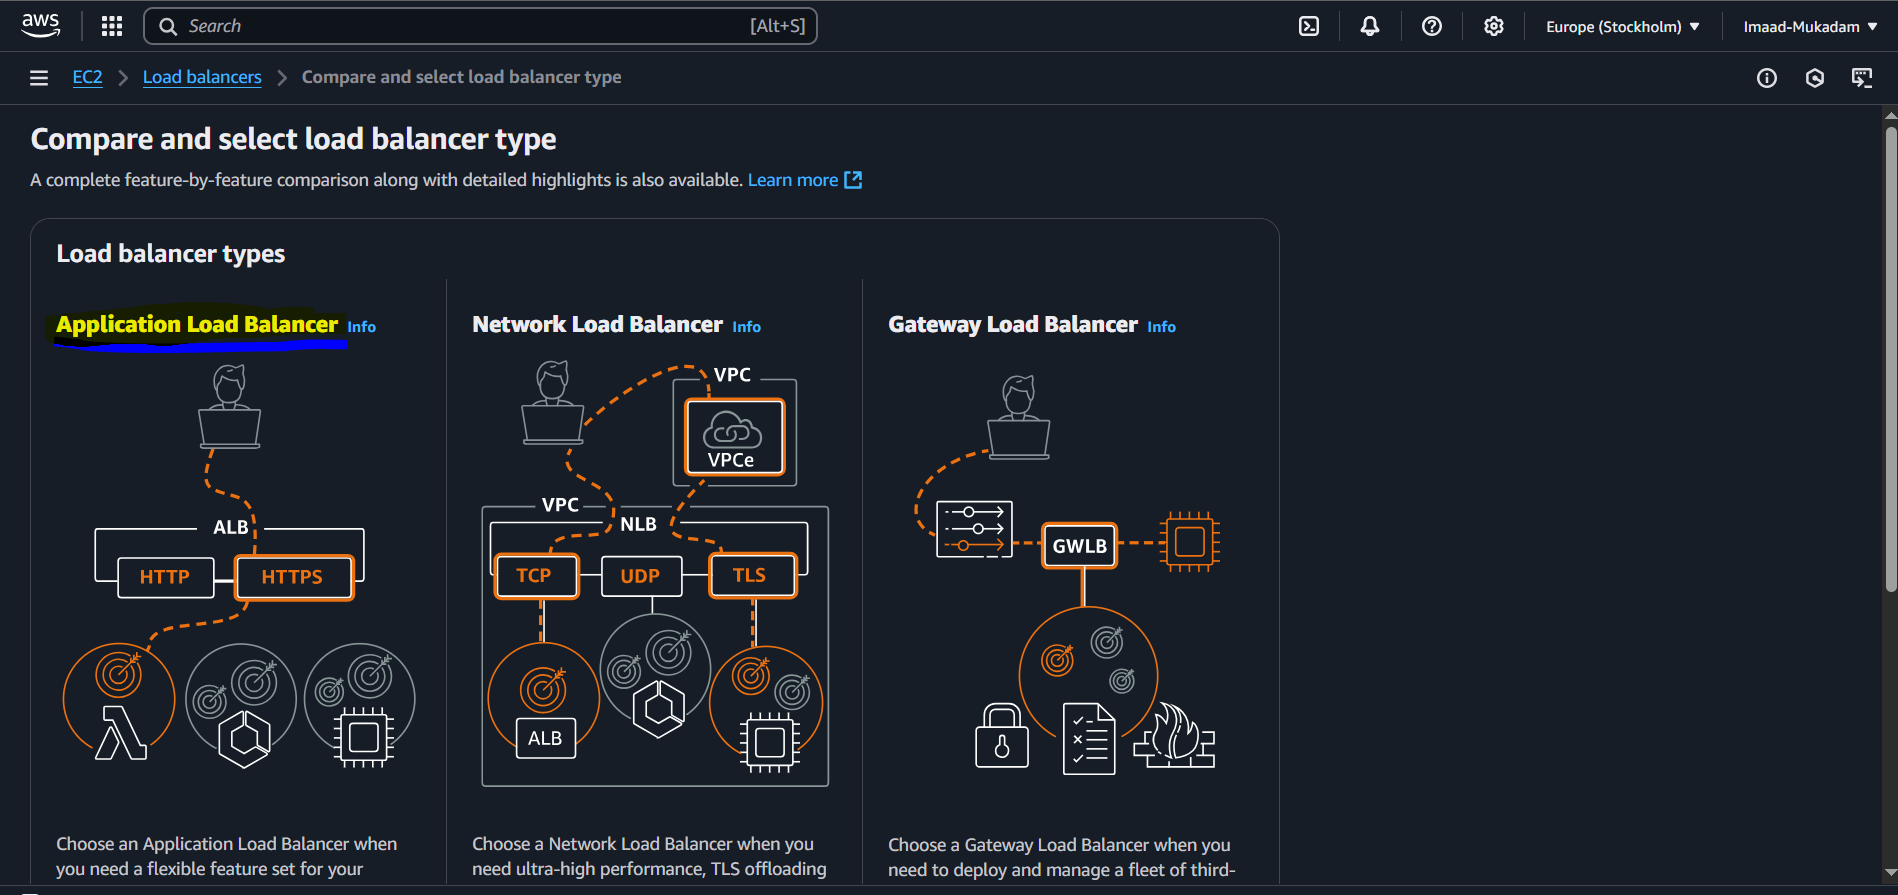 aws
Search
[Alt+S]
Europe (Stockholm)
Imaad-Mukadam
EC2
Load balancers
Compare and select load balancer type
Compare and select load balancer type
A complete feature-by-feature comparison along with detailed highlights is also available. Learn more
Load balancer types
Application Load Balancer Info
ALB
HTTP
HTTPS
Choose an Application Load Balancer when
you need a flexible feature set for your
Network Load Balancer Info
VPC
VPCe
VPC
NLB
TCP
UDP
TLS
ALB
Choose a Network Load Balancer when you
need ultra-high performance, TLS offloading
Gateway Load Balancer Info
GWLB
Choose a Gateway Load Balancer when you
need to deploy and manage a fleet of third-